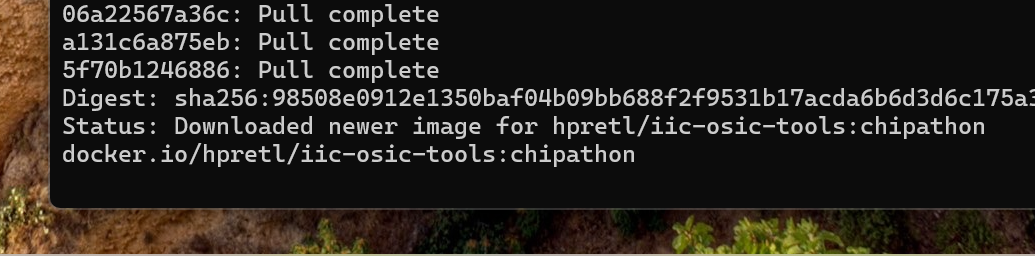 06a22567a36c: Pull complete
a131c6a875eb: Pull complete
5f70b1246886: Pull complete
Digest: sha256:98508e0912e1350baf04b09bb688f2f9531b17acda6b6d3d6c175a3
Status: Downloaded newer image for hpretl/iic-osic-tools:chipathon
docker.io/hpretl/iic-osic-tools:chipathon